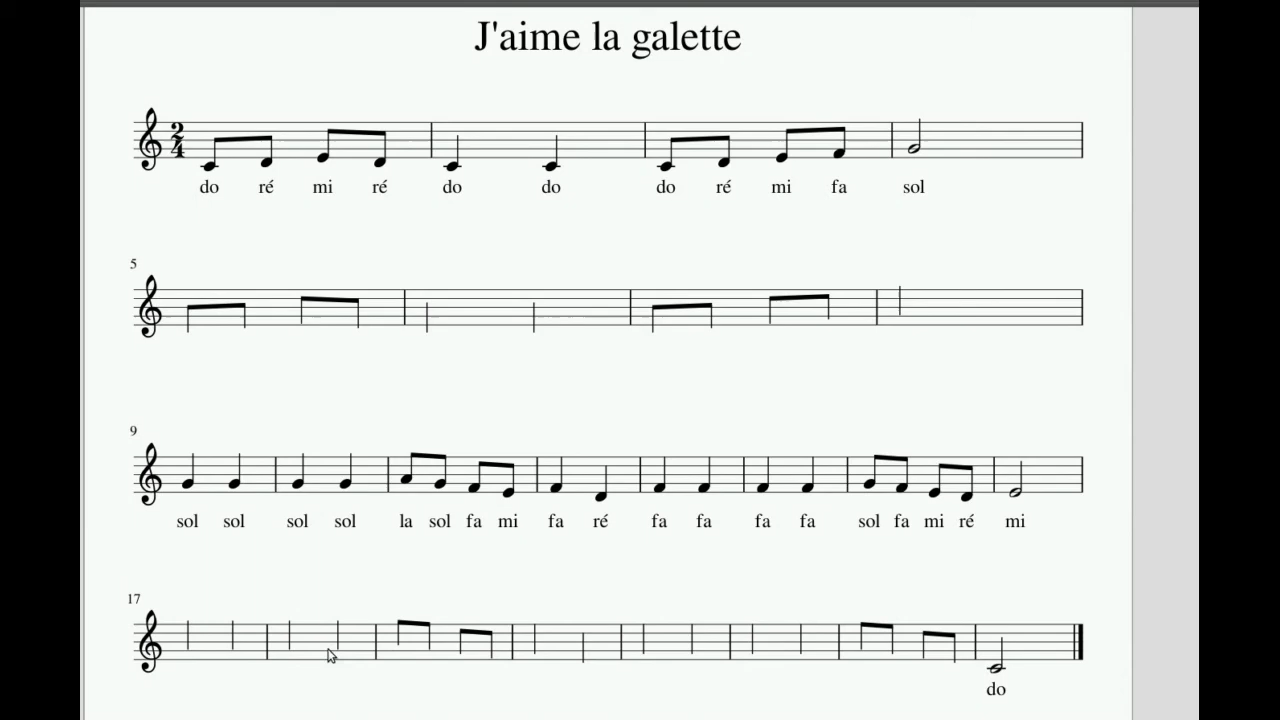 J'aime la galette
2
4
do ré mi ré do do do ré mi fa sol
5
9
sol sol sol sol la sol fa mi fa ré fa fa fa fa sol fa mi ré mi
17
do